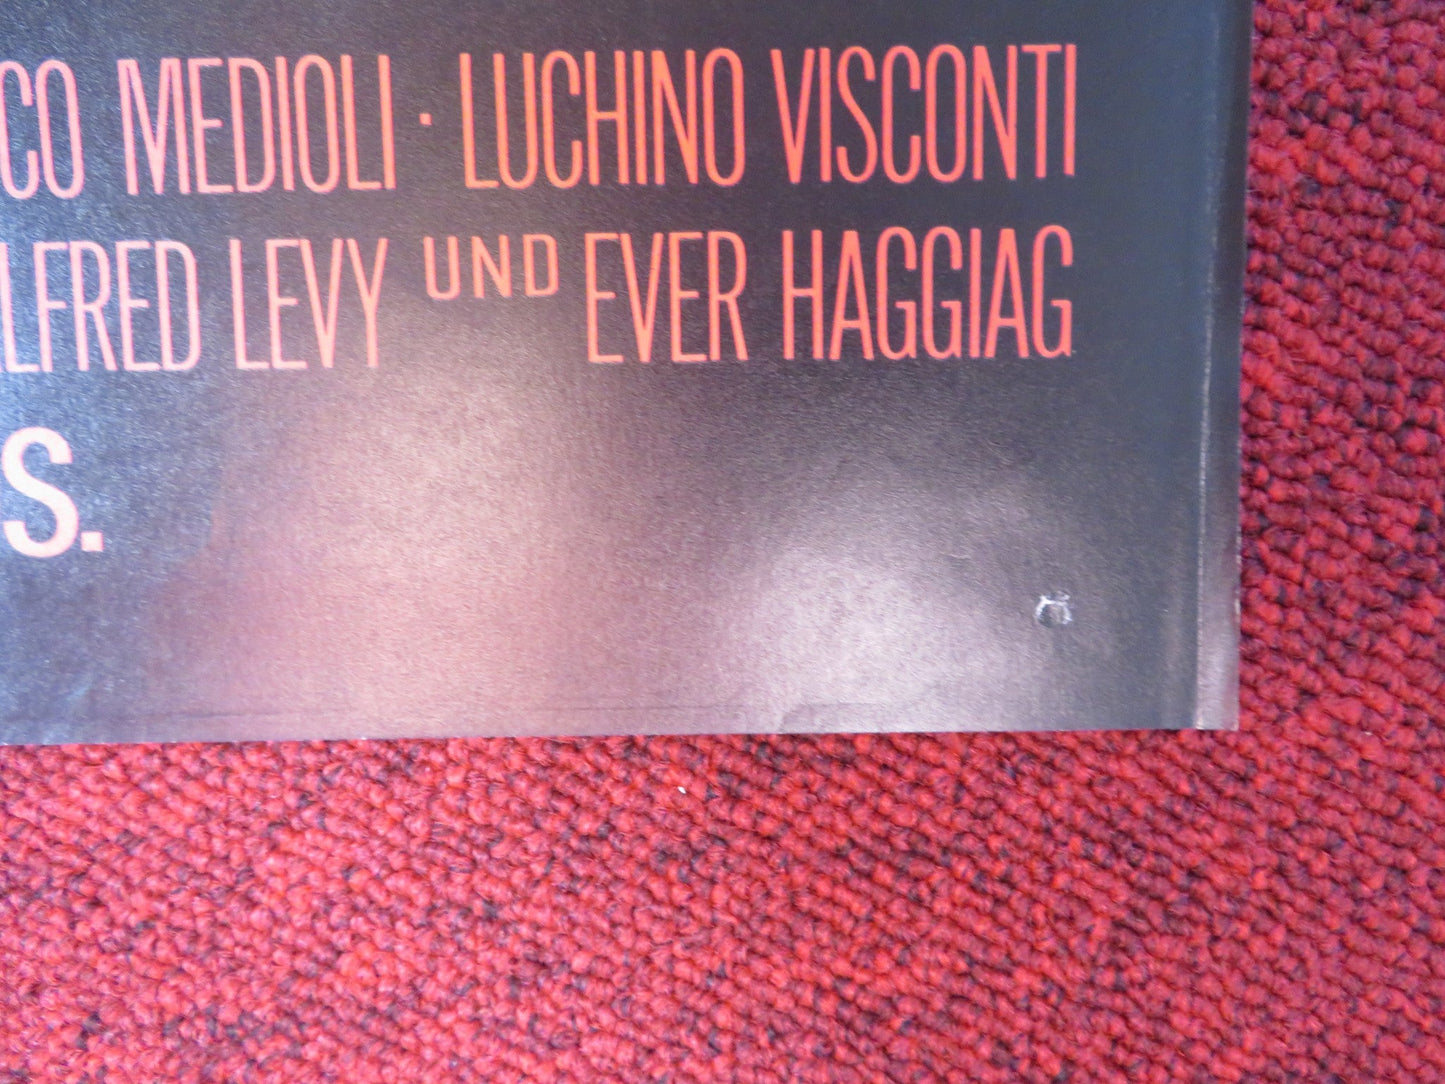 CO MEDIOLI · LUCHINO VISCONTI
LFRED LEVY UND EVER HAGGIAG
S.